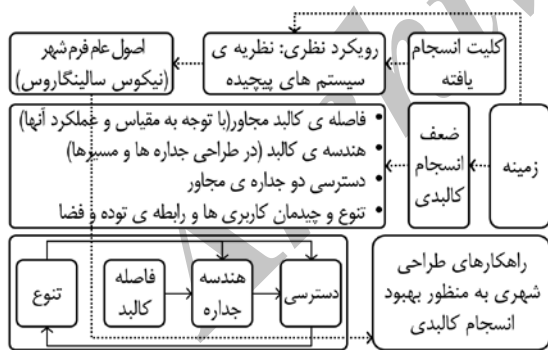 کلیت انسجام
یافته
رویکرد نظری: نظریه ی
سیستم های پیچیده
اصول عام فرم شهر
(نیکوس سالینگاروس)
زمینه
ضعف
انسجام
کالبدی
• فاصله ی کالبد مجاور(با توجه به مقیاس و عملکرد آنها)
• هندسه ی کالبد (در طراحی جداره ها و مسیرها)
• دسترسی دو جداره ی مجاور
• تنوع و چیدمان کاربری ها و رابطه ی توده و فضا
راهکارهای طراحی
شهری به منظور بهبود
انسجام کالبدی
دسترسی
هندسه
جداره
فاصله
کالبد
تنوع